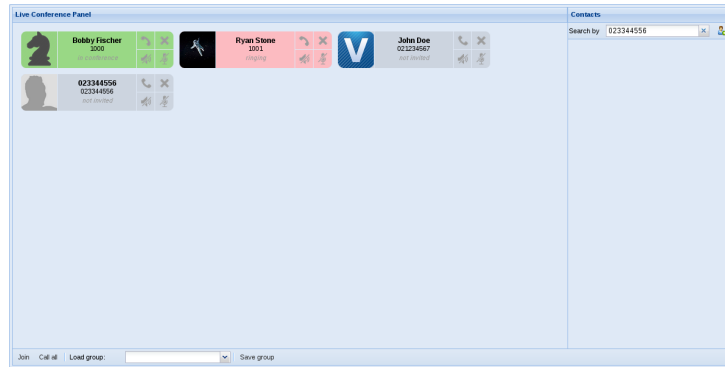 Live Conference Panel
Contacts
Search by 023344556
Bobby Fischer
1000
in conference
Ryan Stone
1001
ringing
John Doe
021234567
not invited
023344556
023344556
not invited
Join Call all Load group: Save group